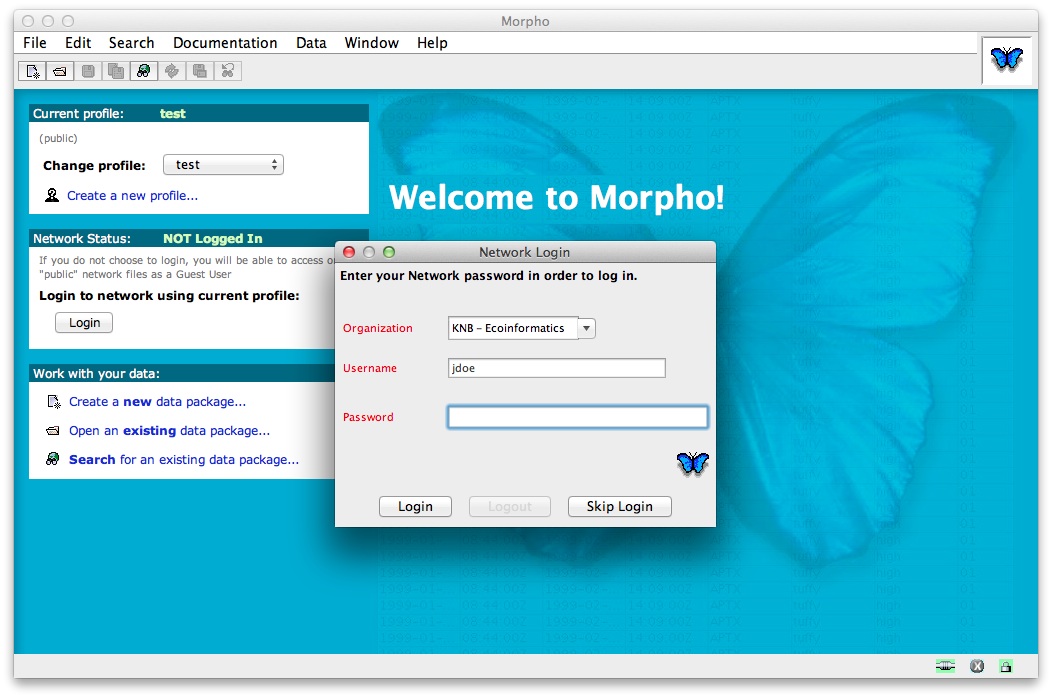 Morpho
File Edit Search Documentation Data Window Help
Current profile: test
(public)
Change profile: test
Create a new profile...
Welcome to Morpho!
Network Status: NOT Logged In
If you do not choose to login, you will be able to access
"public" network files as a Guest User
Login to network using current profile:
Login
Work with your data:
Create a new data package...
Open an existing data package...
Search for an existing data package...
Network Login
Enter your Network password in order to log in.
Organization KNB - Ecoinformatics
Username jdoe
Password
Login Logout Skip Login